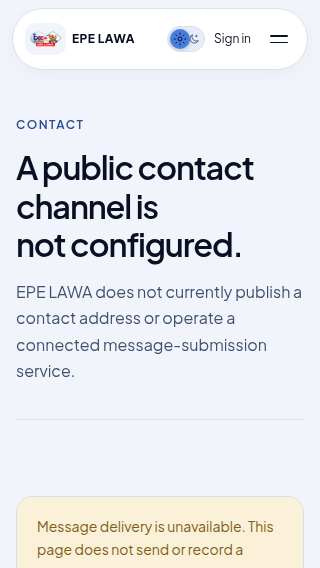 EPE LAWA
Sign in
CONTACT
A public contact
channel is
not configured.
EPE LAWA does not currently publish a
contact address or operate a
connected message-submission
service.
Message delivery is unavailable. This
page does not send or record a